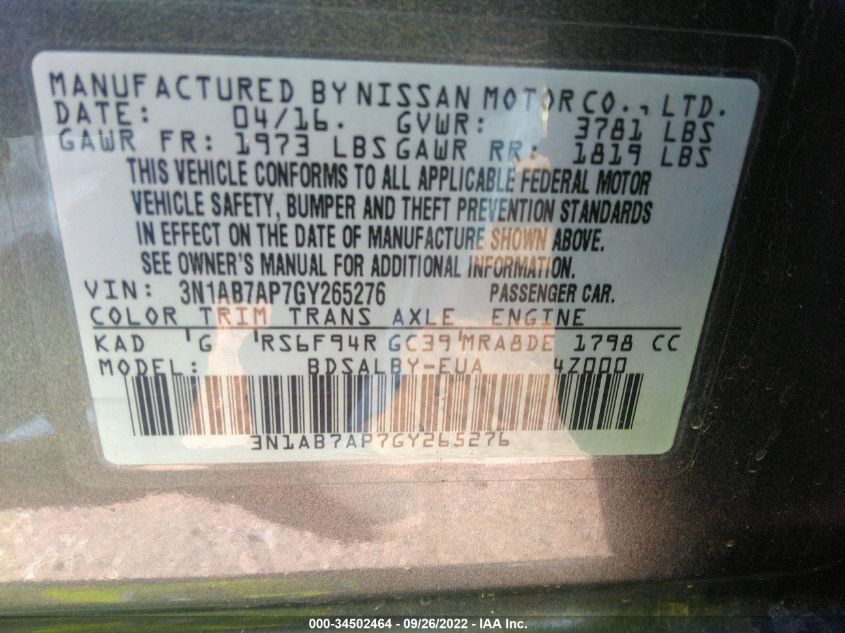 MANUFACTURED BY NISSAN MOTOR CO., LTD.
DATE: 04/16. GVWR: 3781 LBS
GAWR FR: 1973 LBS GAWR RR: 1819 LBS
THIS VEHICLE CONFORMS TO ALL APPLICABLE FEDERAL MOTOR
VEHICLE SAFETY, BUMPER AND THEFT PREVENTION STANDARDS
IN EFFECT ON THE DATE OF MANUFACTURE SHOWN ABOVE.
SEE OWNER'S MANUAL FOR ADDITIONAL INFORMATION.
VIN: 3N1AB7AP7GY265276 PASSENGER CAR.
COLOR TRIM TRANS AXLE ENGINE
KAD 'G 'RS6F94R GC39'MRA8DE 1798 CC
MODEL: BDSALBY-EUA 4Z000
3N1AB7AP7GY265276
000-34502464 - 09/26/2022 - IAA Inc.